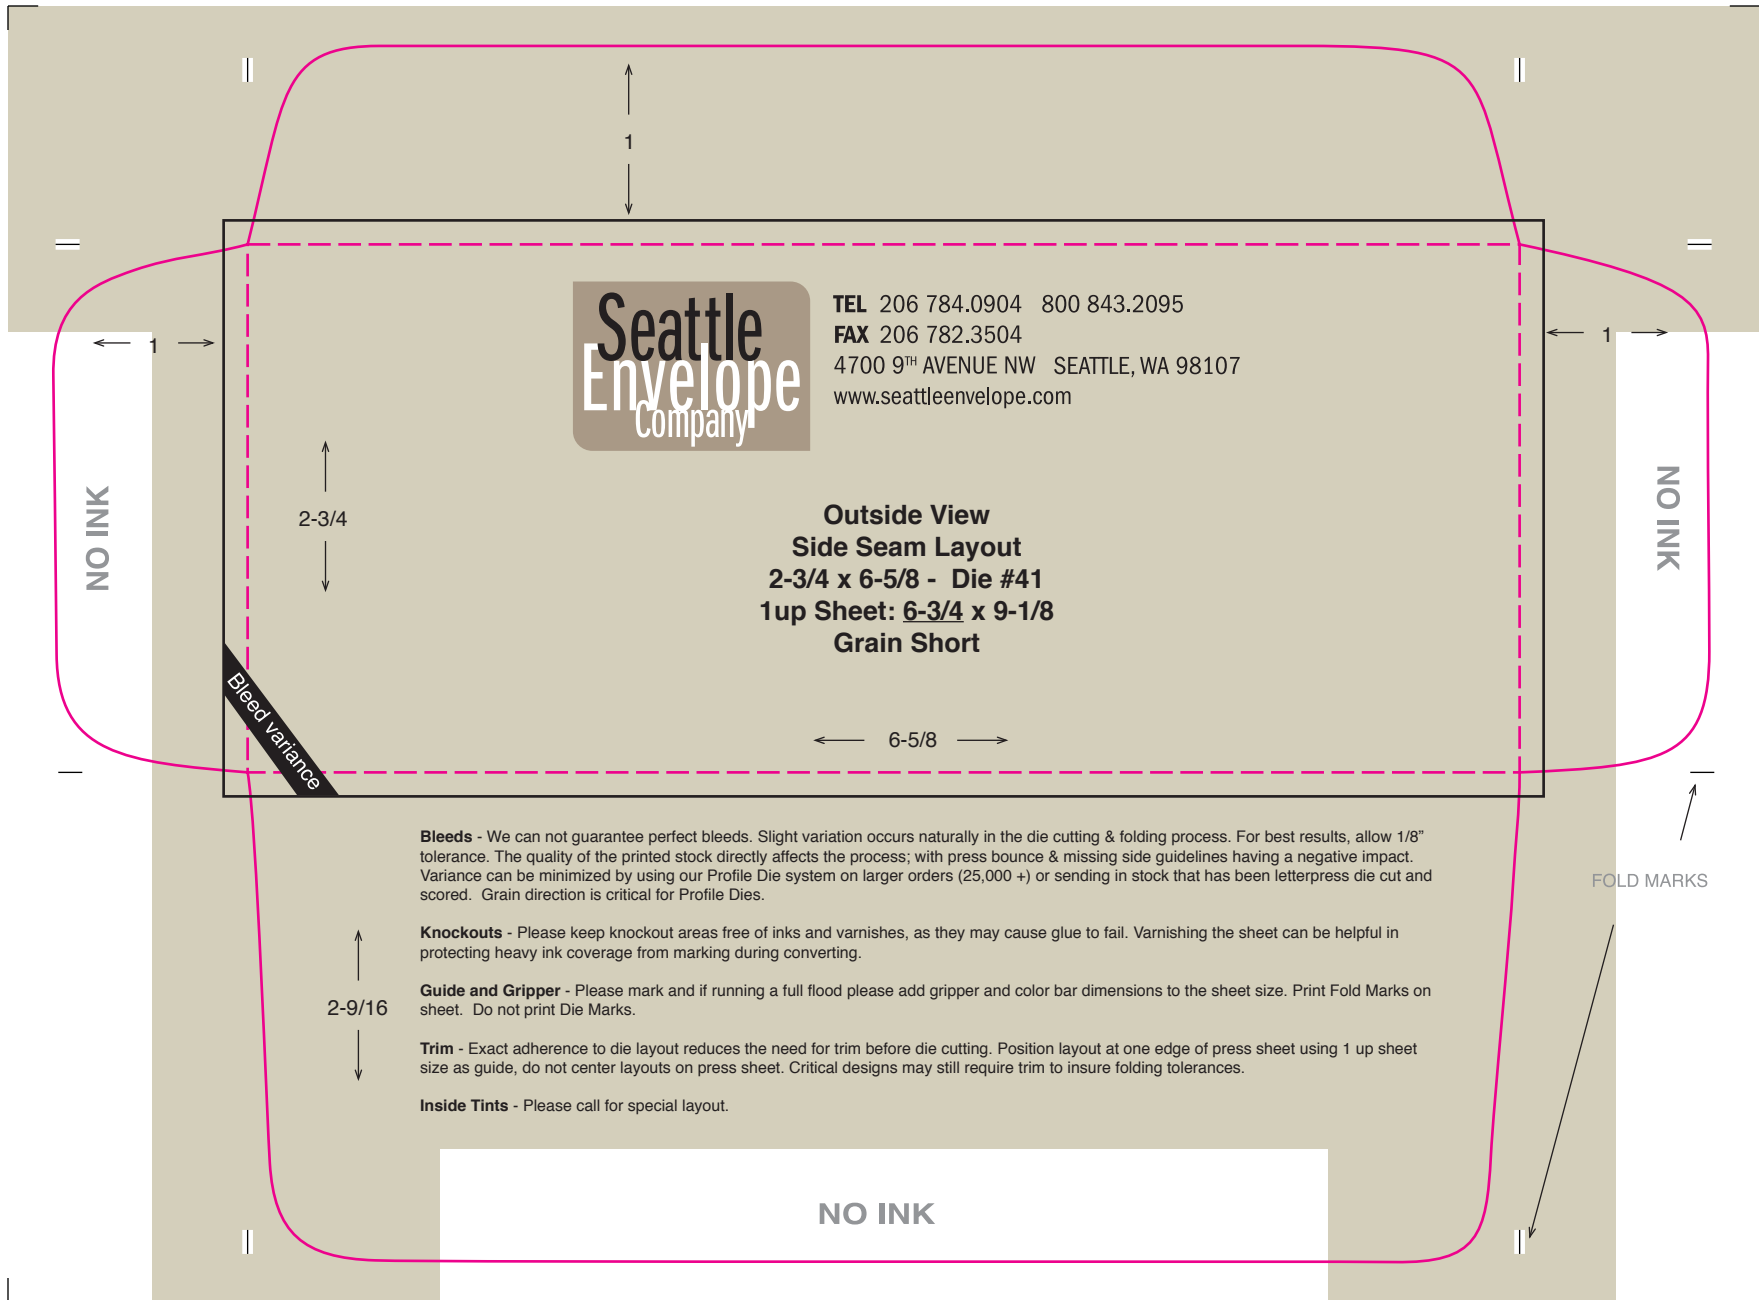 1
Seattle
Envelope
Company
TEL 206 784.0904 800 843.2095
FAX 206 782.3504
4700 9TH AVENUE NW SEATTLE, WA 98107
www.seattleenvelope.com
1
1
NO INK
NO INK
2-3/4
Outside View
Side Seam Layout
2-3/4 x 6-5/8 - Die #41
1up Sheet: 6-3/4 x 9-1/8
Grain Short
Bleed variance
6-5/8
Bleeds - We can not guarantee perfect bleeds. Slight variation occurs naturally in the die cutting & folding process. For best results, allow 1/8”
tolerance. The quality of the printed stock directly affects the process; with press bounce & missing side guidelines having a negative impact.
Variance can be minimized by using our Profile Die system on larger orders (25,000 +) or sending in stock that has been letterpress die cut and
scored. Grain direction is critical for Profile Dies.
FOLD MARKS
Knockouts - Please keep knockout areas free of inks and varnishes, as they may cause glue to fail. Varnishing the sheet can be helpful in
protecting heavy ink coverage from marking during converting.
2-9/16
Guide and Gripper - Please mark and if running a full flood please add gripper and color bar dimensions to the sheet size. Print Fold Marks on
sheet. Do not print Die Marks.
Trim - Exact adherence to die layout reduces the need for trim before die cutting. Position layout at one edge of press sheet using 1 up sheet
size as guide, do not center layouts on press sheet. Critical designs may still require trim to insure folding tolerances.
Inside Tints - Please call for special layout.
NO INK